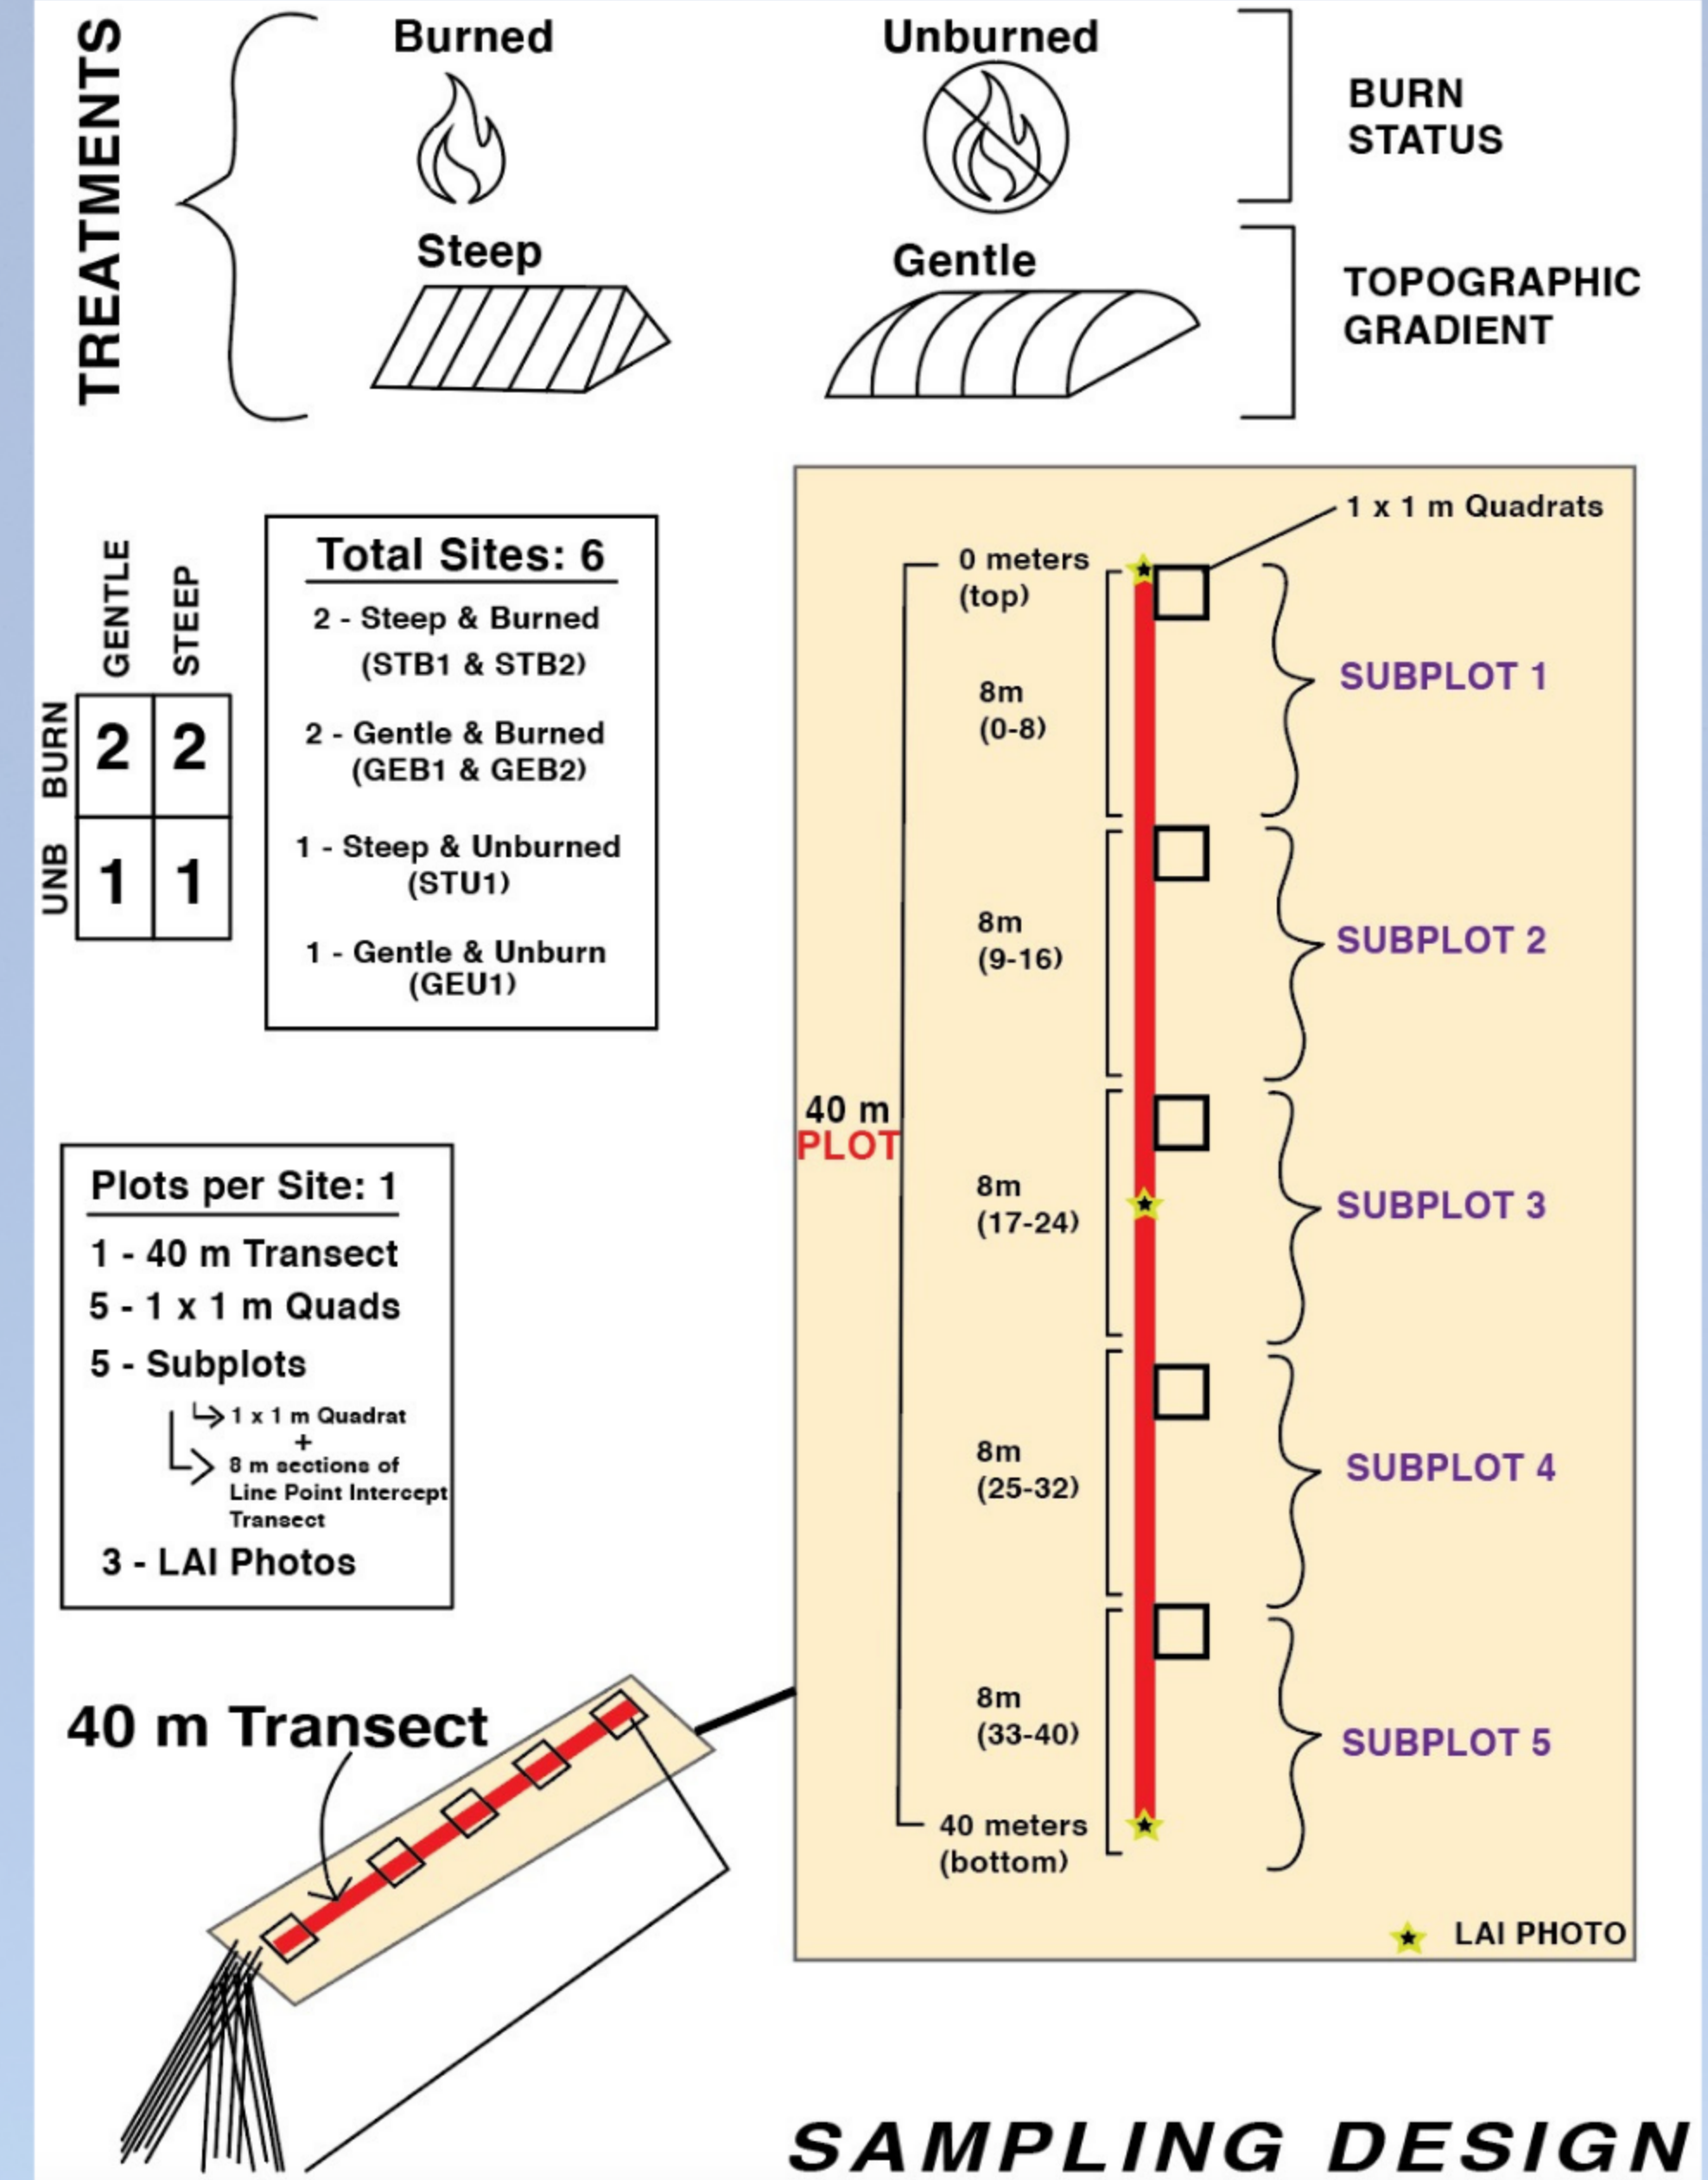 TREATMENTS
Burned
Unburned
BURN
STATUS
Steep
Gentle
TOPOGRAPHIC
GRADIENT
GENTLE
STEEP
BURN
2 2
UNB
1 1
Total Sites: 6
2 - Steep & Burned
(STB1 & STB2)
2 - Gentle & Burned
(GEB1 & GEB2)
1 - Steep & Unburned
(STU1)
1 - Gentle & Unburn
(GEU1)
Plots per Site: 1
1 - 40 m Transect
5 - 1 x 1 m Quads
5 - Subplots
1 x 1 m Quadrat
+
8 m sections of
Line Point Intercept
Transect
3 - LAI Photos
40 m Transect
1 x 1 m Quadrats
0 meters
(top)
8m
(0-8)
SUBPLOT 1
8m
(9-16)
SUBPLOT 2
40 m
PLOT
8m
(17-24)
SUBPLOT 3
8m
(25-32)
SUBPLOT 4
8m
(33-40)
SUBPLOT 5
40 meters
(bottom)
LAI PHOTO
SAMPLING DESIGN